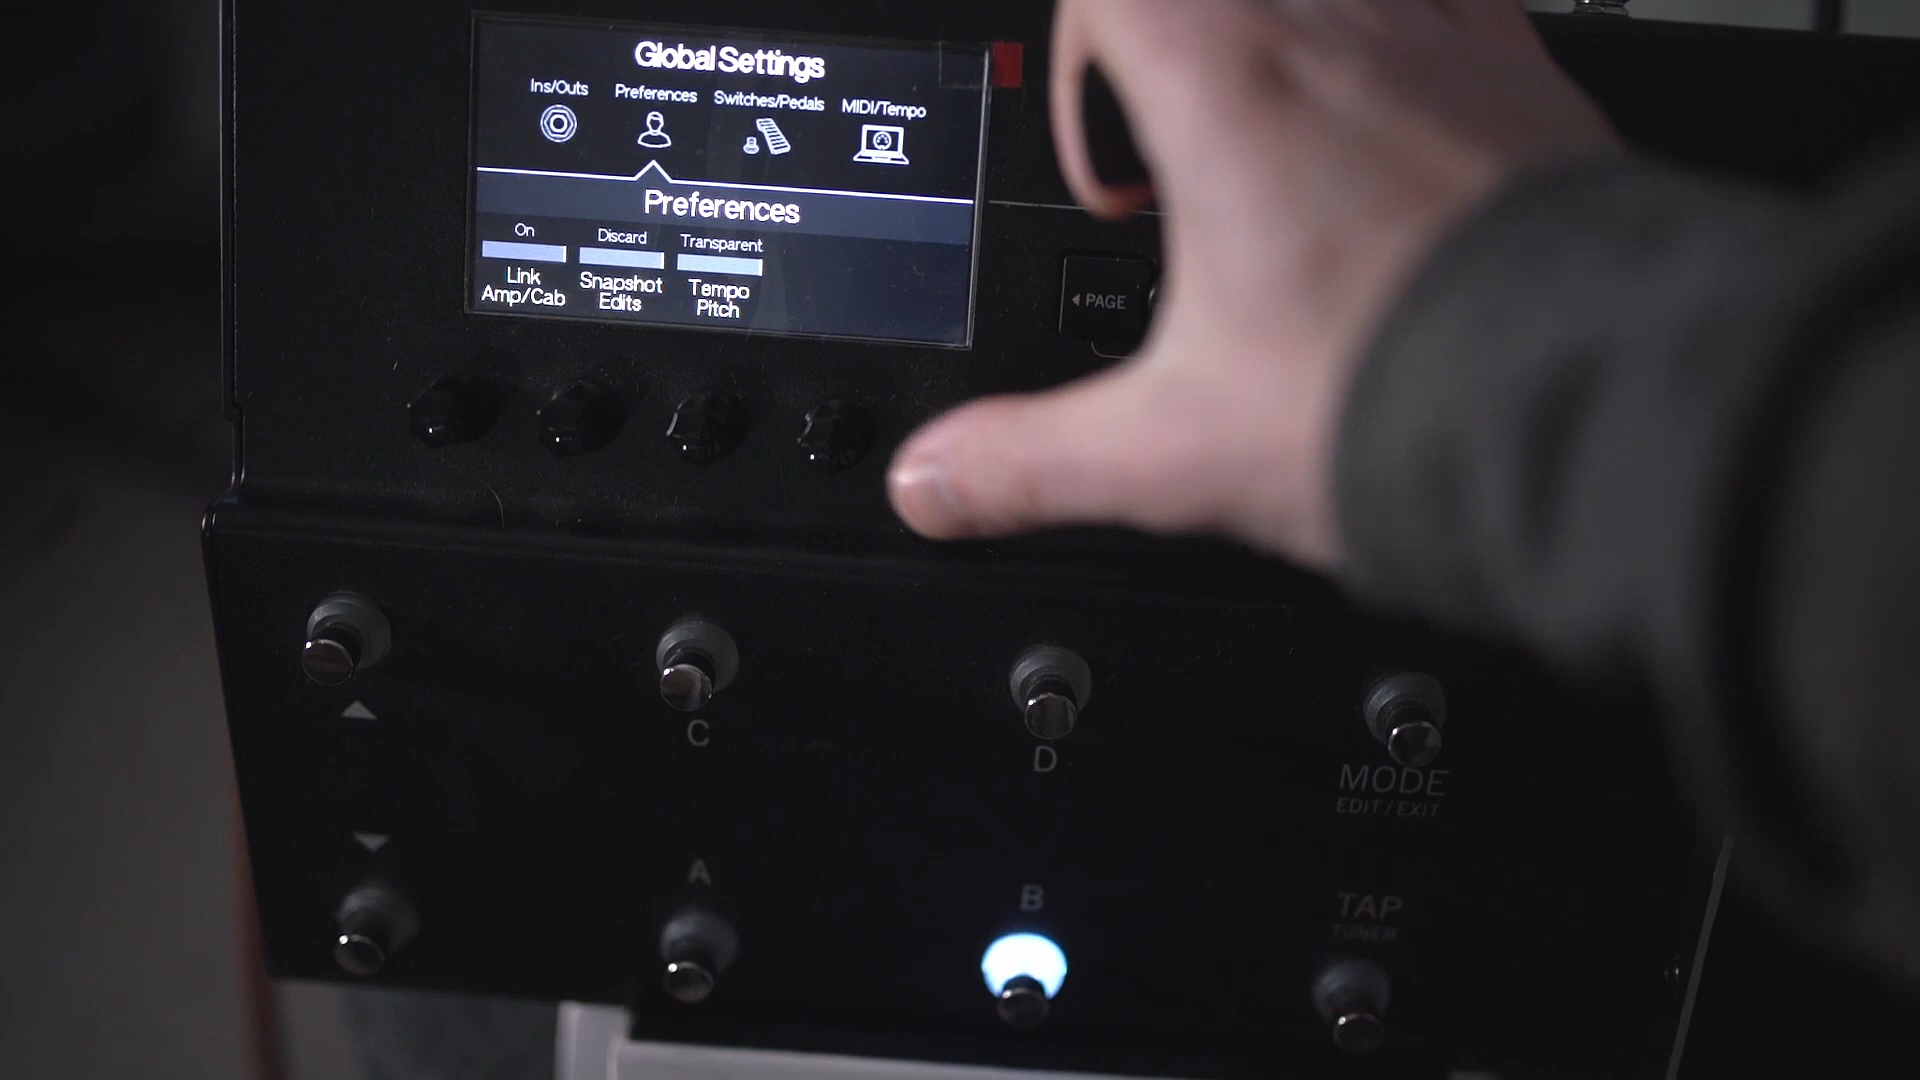 Global Settings
Ins/Outs
Preferences
Switches/Pedals
MIDI/Tempo
Preferences
On
Discard
Transparent
Link
Amp/Cab
Snapshot
Edits
Tempo
Pitch
PAGE
C
D
MODE
EDIT/EXIT
A
B
TAP
TUNER